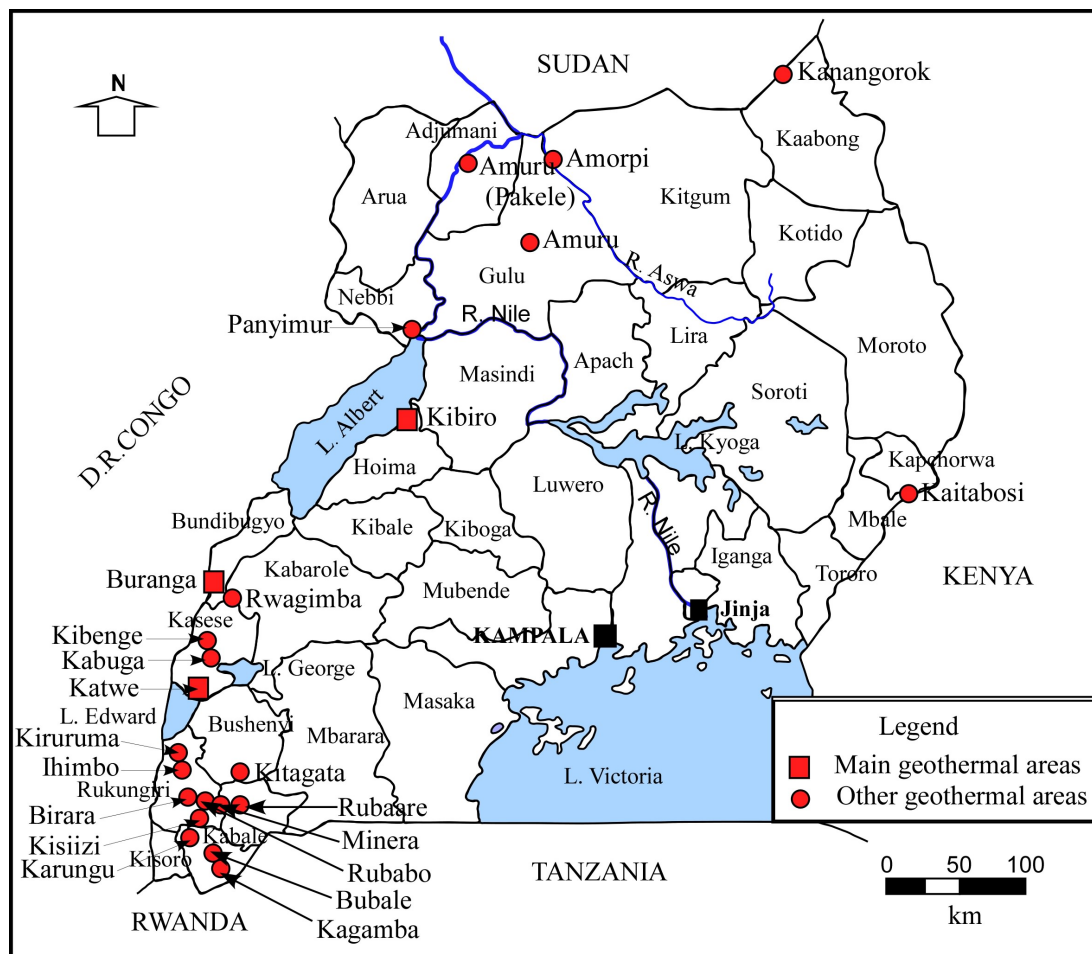 SUDAN
N
Kanangorok
Adjumani
Kaabong
Amuru
(Pakele)
Amorpi
Arua
Kitgum
Kotido
Amuru
R. Aswa
Gulu
Nebbi
R. Nile
Panyimur
Lira
Moroto
Apach
Masindi
Soroti
D.R.CONGO
L. Albert
Kibiro
L. Kyoga
Hoima
Kapchorwa
Luwero
Kaitabosi
Bundibugyo
Kibale
Kiboga
R. Nile
Mbale
Iganga
Buranga
Kabarole
Tororo
KENYA
Rwagimba
Mubende
Jinja
Kasese
Kibenge
KAMPALA
Kabuga
L. George
Katwe
Masaka
L. Edward
Bushenyi
Mbarara
Kiruruma
Ihimbo
Kitagata
L. Victoria
Rukungiri
Birara
Rubaare
Kisiizi
Kabale
Minera
Karungu
Kisoro
Rubabo
TANZANIA
Bubale
RWANDA
Kagamba
Legend
Main geothermal areas
Other geothermal areas
0 50 100
km